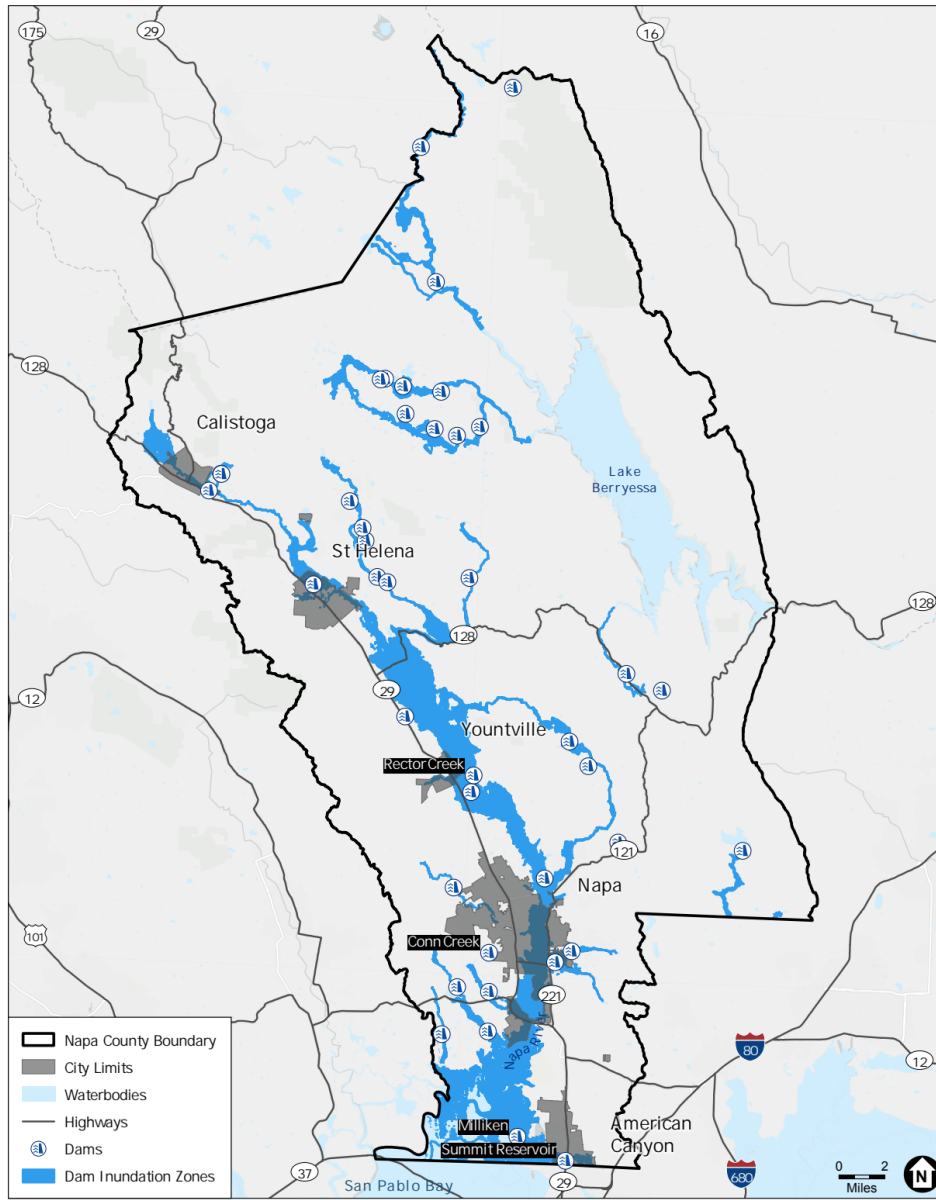 175
29
16
128
Calistoga
Lake
Berryessa
St Helena
128
128
29
12
Yountville
Rector Creek
121
Napa
101
Conn Creek
221
Napa River
80
12
Milliken
American
Canyon
Summit Reservoir
37
San Pablo Bay
29
680
Napa County Boundary
City Limits
Waterbodies
Highways
Dams
Dam Inundation Zones
0 2
Miles
N